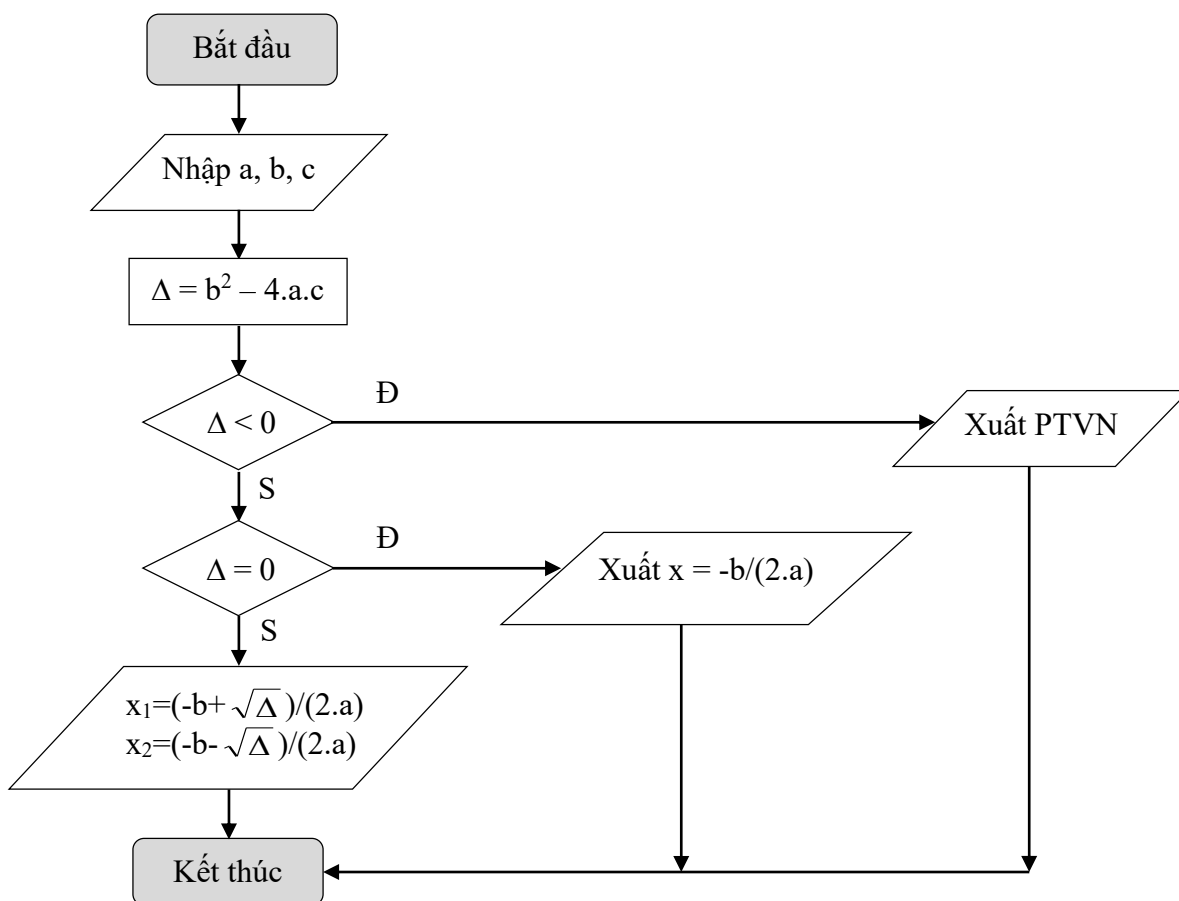 Bắt đầu
Nhập a, b, c
Δ = b² – 4.a.c
Δ < 0
Đ
Xuất PTVN
S
Δ = 0
Đ
Xuất x = -b/(2.a)
S
x₁=(-b+ √Δ )/(2.a)
x₂=(-b- √Δ )/(2.a)
Kết thúc